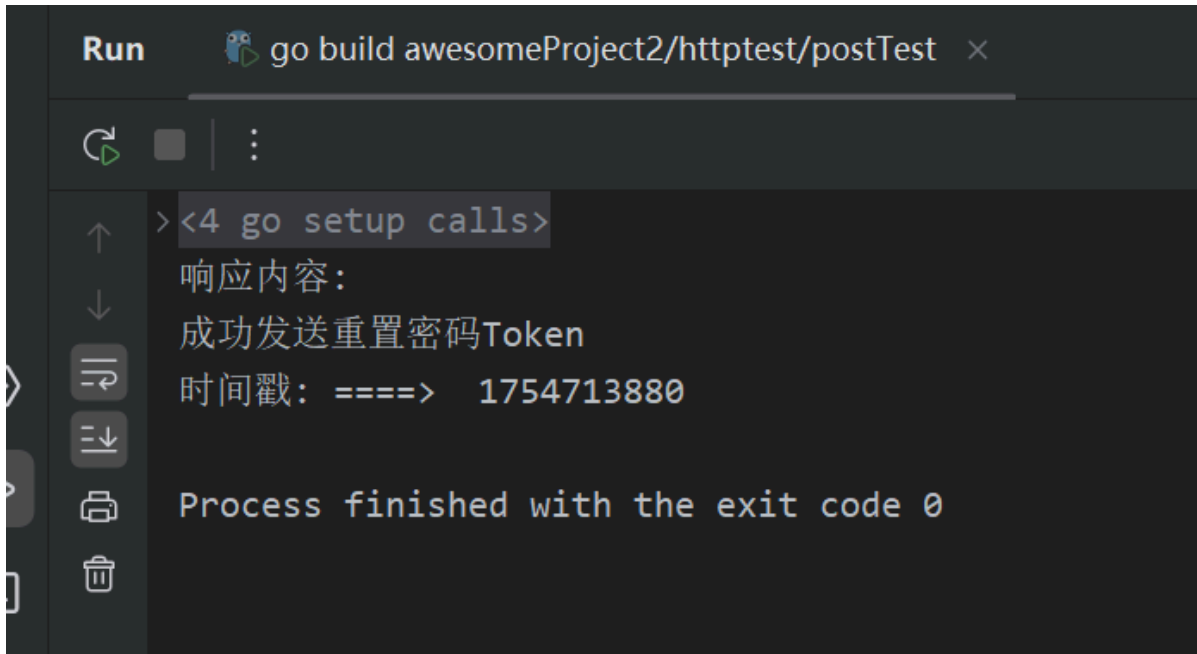 Run go build awesomeProject2/httptest/postTest
<4 go setup calls>
响应内容:
成功发送重置密码Token
时间戳: ====>  1754713880
Process finished with the exit code 0